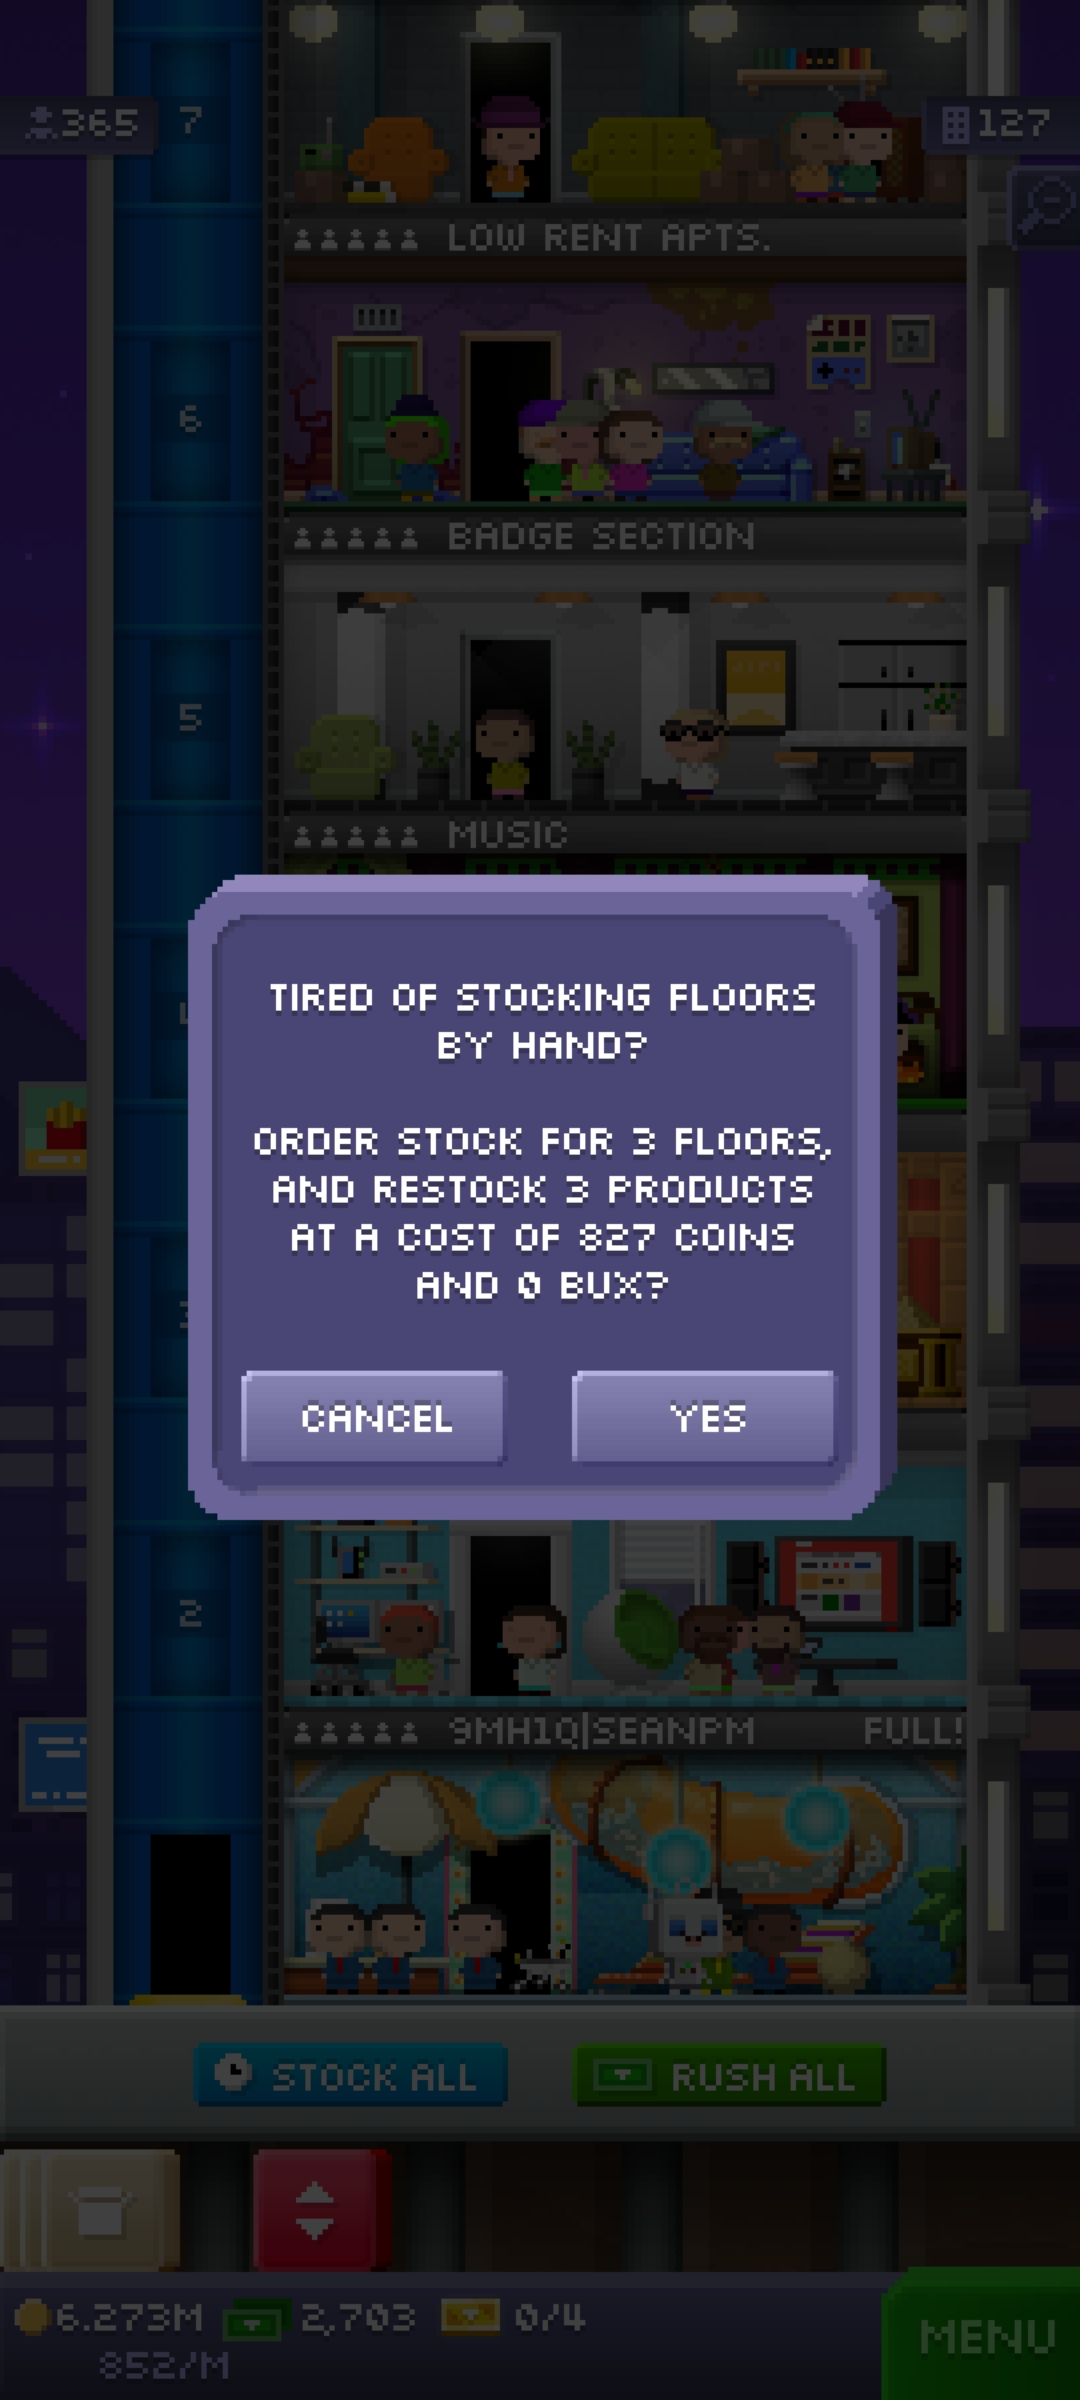 365
7
127
LOW RENT APTS.
6
BADGE SECTION
5
MUSIC
TIRED OF STOCKING FLOORS
BY HAND?
ORDER STOCK FOR 3 FLOORS,
AND RESTOCK 3 PRODUCTS
AT A COST OF 827 COINS
AND 0 BUX?
CANCEL
YES
2
9MH1Q|SEANPM
FULL!
STOCK ALL
RUSH ALL
6.273M
2,703
0/4
852/M
MENU